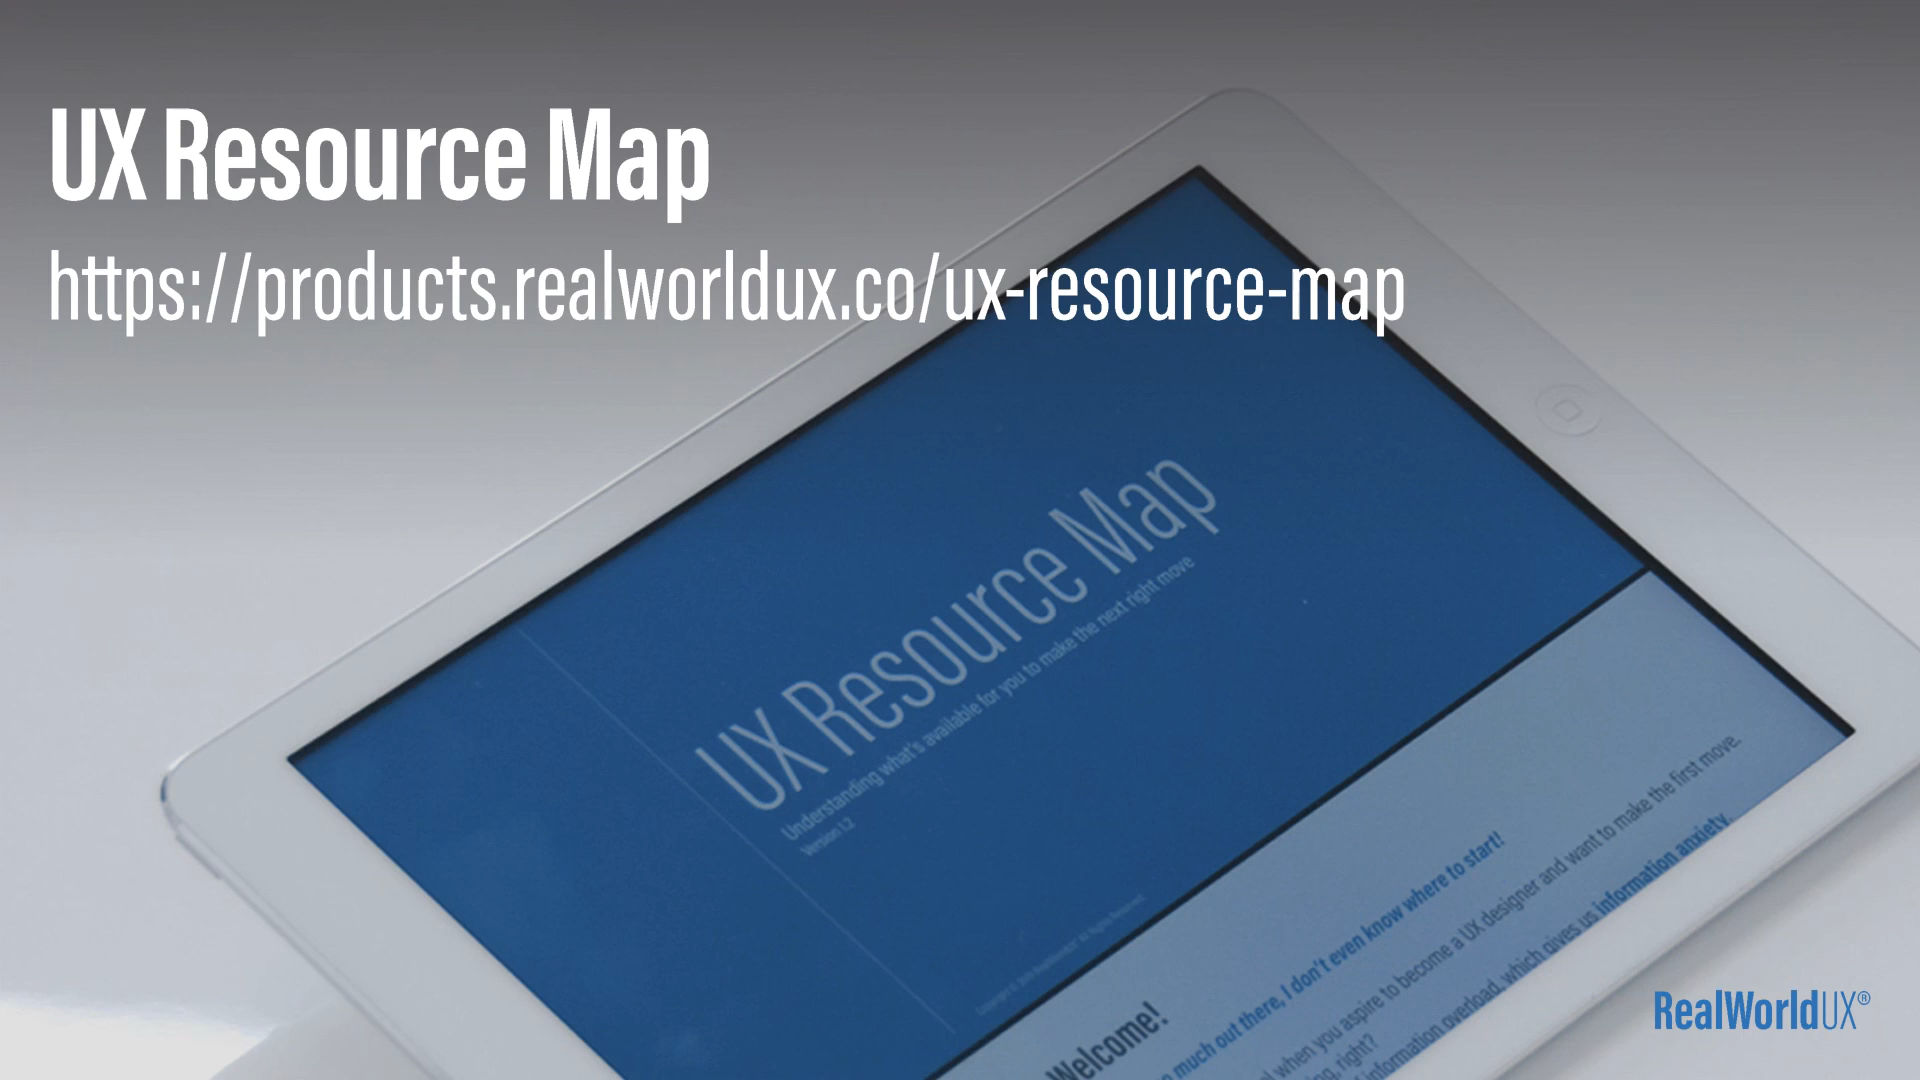 UX Resource Map
https://products.realworldux.co/ux-resource-map
UX Resource Map
Understanding what's available for you to make the next right move
Version 1.2
Welcome!
much out there, I don't even know where to start!
when you aspire to become a UX designer and want to make the first move.
right?
information overload, which gives us information anxiety.
RealWorldUX®